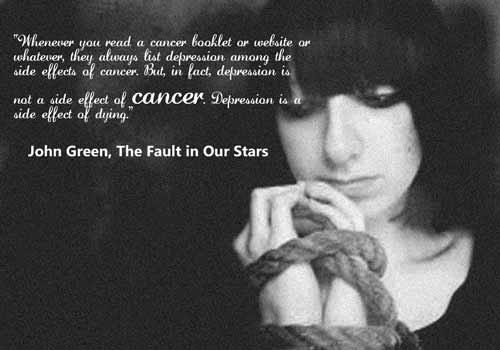 "Whenever you read a cancer booklet or website or
whatever, they always list depression among the
side effects of cancer. But, in fact, depression is
not a side effect of cancer. Depression is a
side effect of dying."
John Green, The Fault in Our Stars